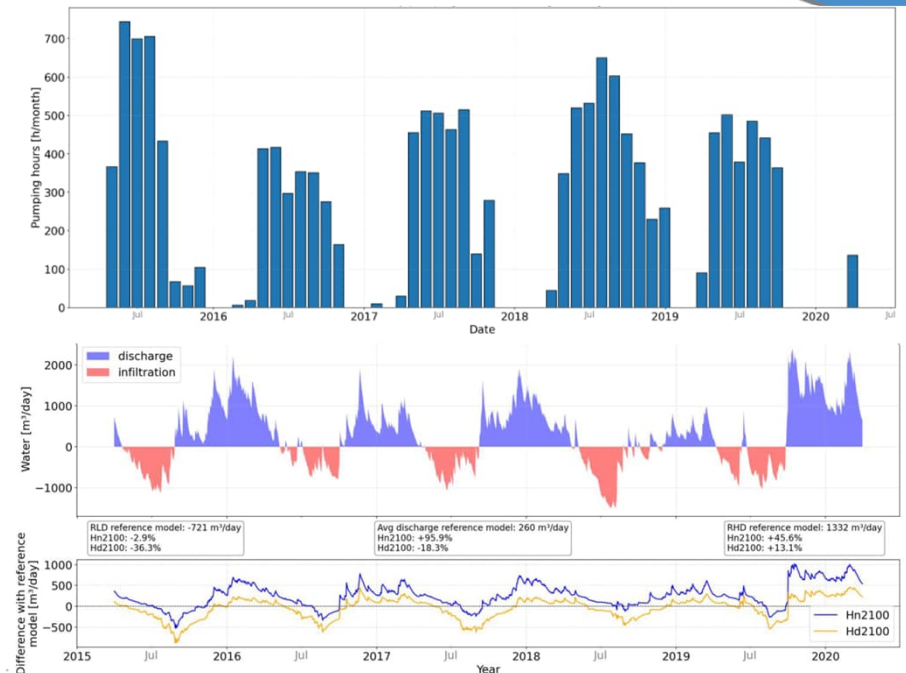 Pumping hours [h/month]
700
600
500
400
300
200
100
0
Jul
2016
Jul
2017
Jul
2018
Jul
2019
Jul
2020
Jul
Date
discharge
infiltration
Water [m³/day]
2000
1000
0
−1000
RLD reference model: -721 m³/day
Hn2100: -2.9%
Hd2100: -36.3%
Avg discharge reference model: 260 m³/day
Hn2100: +95.9%
Hd2100: -18.3%
RHD reference model: 1332 m³/day
Hn2100: +45.6%
Hd2100: +13.1%
Difference with reference
model [m³/day]
1000
500
0
−500
Hn2100
Hd2100
2015
Jul
2016
Jul
2017
Jul
2018
Jul
2019
Jul
2020
Year